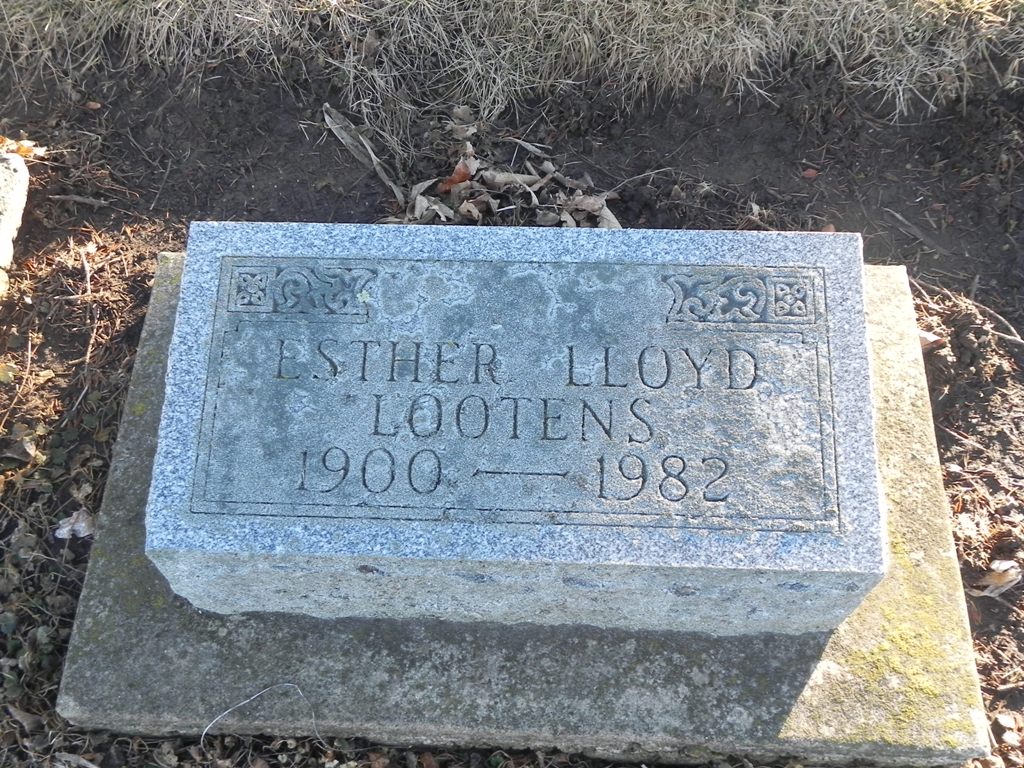 ESTHER LLOYD
LOOTENS
1900 — 1982